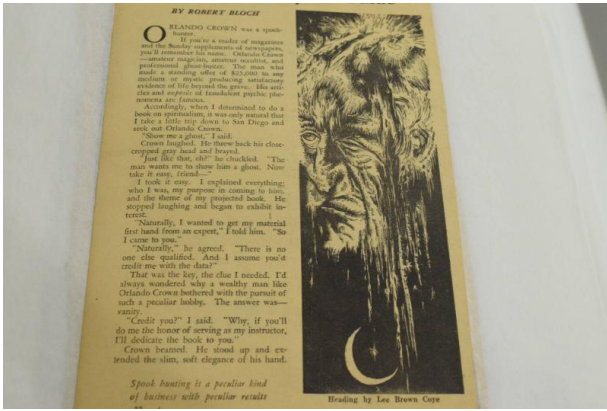 BY ROBERT BLOCH
ORLANDO CROWN was a spook-
hunter.
If you're a reader of magazines
and the Sunday supplements of newspapers,
you'll remember his name. Orlando Crown
—amateur magician, amateur occultist, and
professional ghost-buster. The man who
made a standing offer of $25,000 to any
medium or mystic producing satisfactory
evidence of life beyond the grave. His arti-
cles and exposés of fraudulent psychic phe-
nomena are famous.
Accordingly, when I determined to do a
book on spiritualism, it was only natural that
I take a little trip down to San Diego and
seek out Orlando Crown.
"Show me a ghost," I said.
Crown laughed. He threw back his close-
cropped gray head and brayed.
"Just like that, eh?" he chuckled. "The
man wants me to show him a ghost. Now
take it easy, friend—"
I took it easy. I explained everything;
who I was, my purpose in coming to him,
and the theme of my projected book. He
stopped laughing and began to exhibit in-
terest.
"Naturally, I wanted to get my material
first hand from an expert," I told him. "So
I came to you."
"Naturally," he agreed. "There is no
one else qualified. And I assume you'd
credit me with the data?"
That was the key, the clue I needed. I'd
always wondered why a wealthy man like
Orlando Crown bothered with the pursuit of
such a peculiar hobby. The answer was—
vanity.
"Credit you?" I said. "Why, if you'll
do me the honor of serving as my instructor,
I'll dedicate the book to you."
Crown beamed. He stood up and ex-
tended the slim, soft elegance of his hand.
Spook hunting is a peculiar kind
of business with peculiar results
Heading by Lee Brown Coye